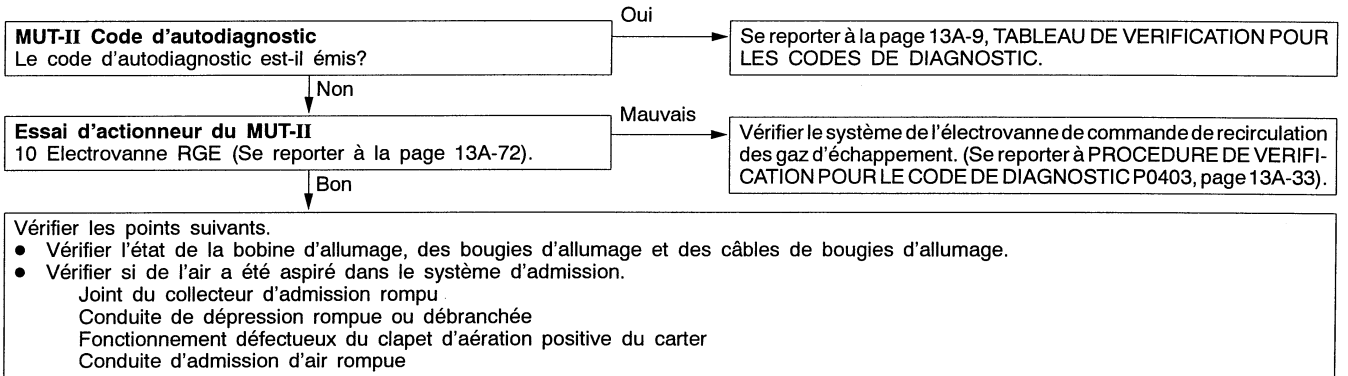 Oui
MUT-II Code d'autodiagnostic
Le code d'autodiagnostic est-il émis?
Se reporter à la page 13A-9, TABLEAU DE VERIFICATION POUR
LES CODES DE DIAGNOSTIC.
Non
Mauvais
Essai d'actionneur du MUT-II
10 Electrovanne RGE (Se reporter à la page 13A-72).
Vérifier le système de l'électrovanne de commande de recirculation
des gaz d'échappement. (Se reporter à PROCEDURE DE VERIFI-
CATION POUR LE CODE DE DIAGNOSTIC P0403, page 13A-33).
Bon
Vérifier les points suivants.
● Vérifier l'état de la bobine d'allumage, des bougies d'allumage et des câbles de bougies d'allumage.
● Vérifier si de l'air a été aspiré dans le système d'admission.
Joint du collecteur d'admission rompu
Conduite de dépression rompue ou débranchée
Fonctionnement défectueux du clapet d'aération positive du carter
Conduite d'admission d'air rompue